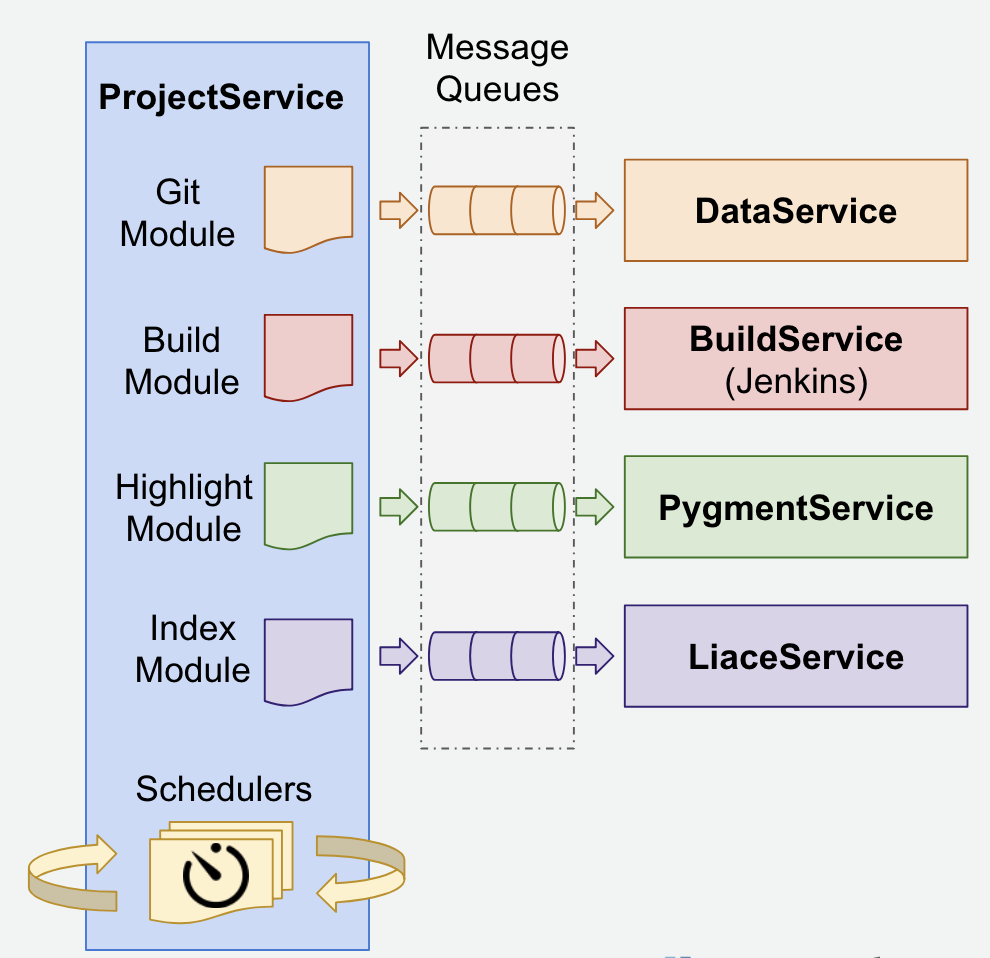 Message
Queues
ProjectService
Git
Module
DataService
Build
Module
BuildService
(Jenkins)
Highlight
Module
PygmentService
Index
Module
LiaceService
Schedulers